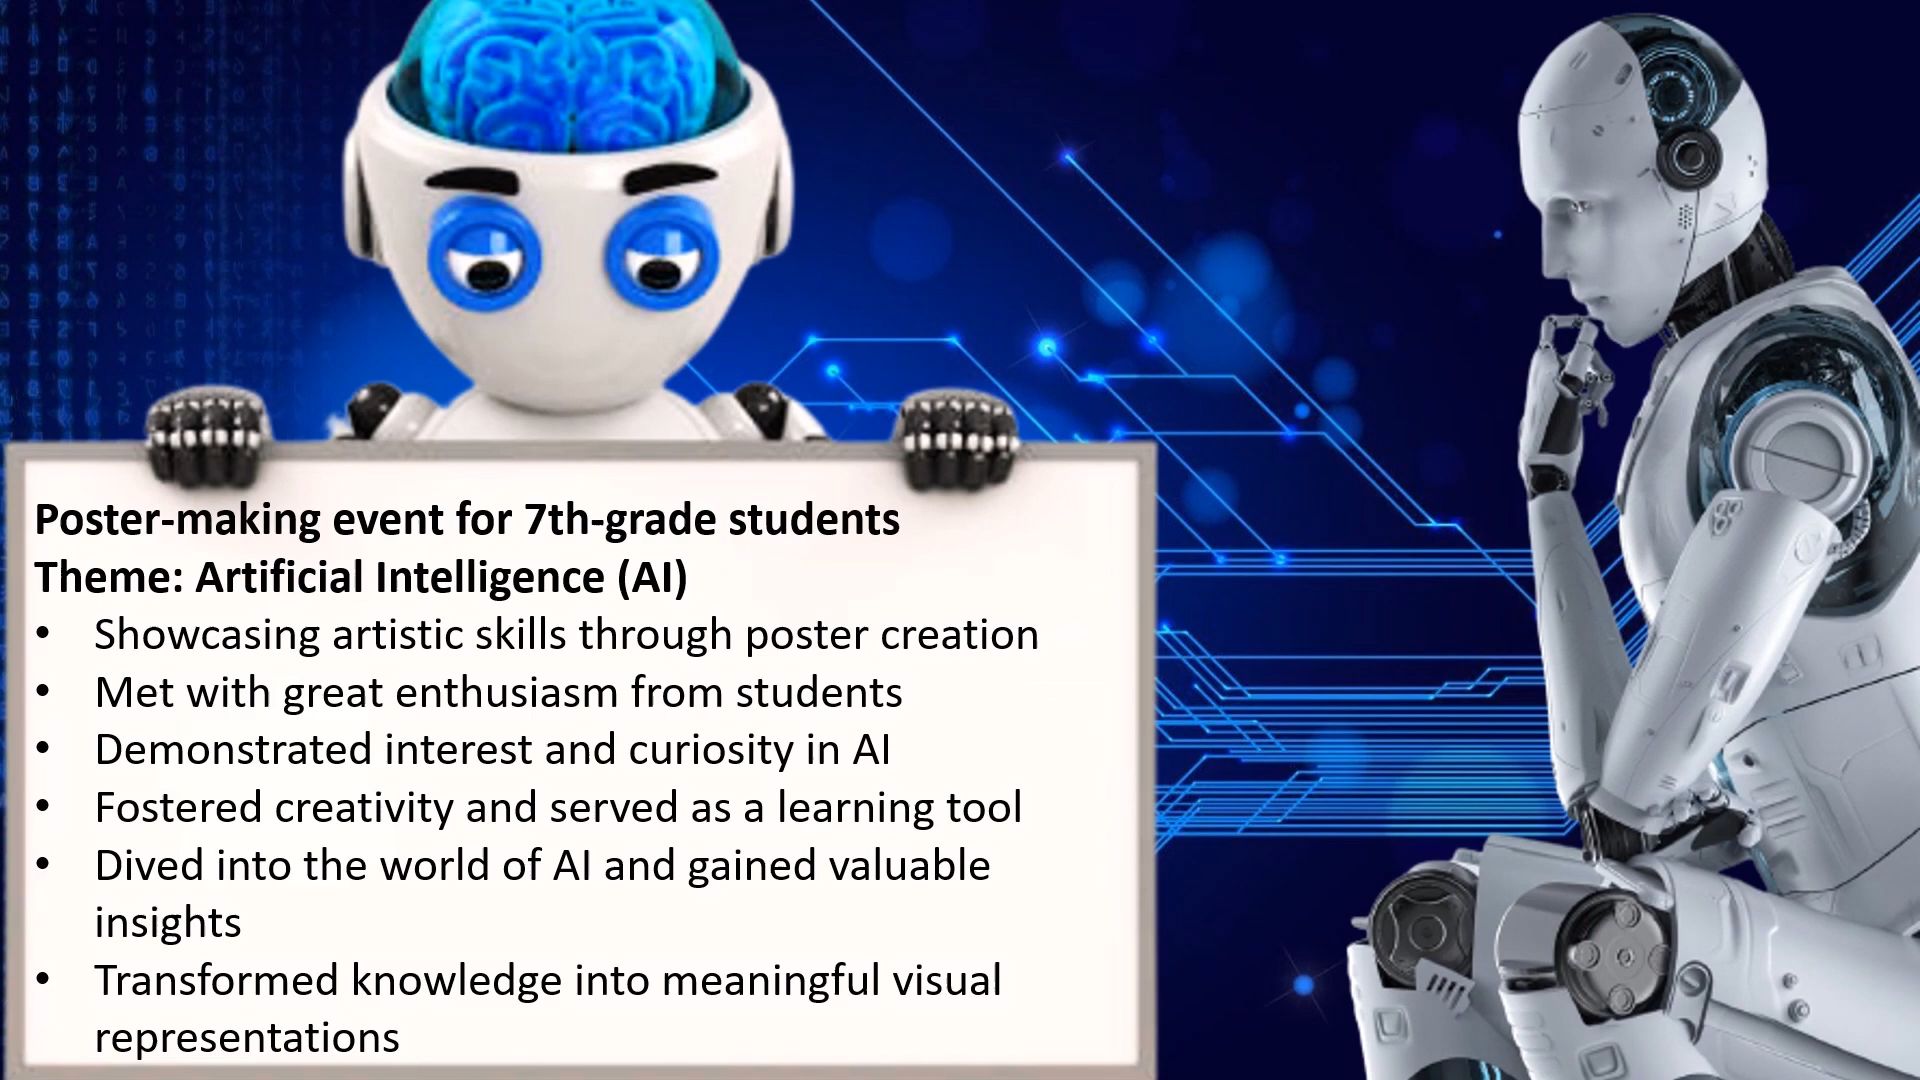 Poster-making event for 7th-grade students
Theme: Artificial Intelligence (AI)
• Showcasing artistic skills through poster creation
• Met with great enthusiasm from students
• Demonstrated interest and curiosity in AI
• Fostered creativity and served as a learning tool
• Dived into the world of AI and gained valuable
insights
• Transformed knowledge into meaningful visual
representations